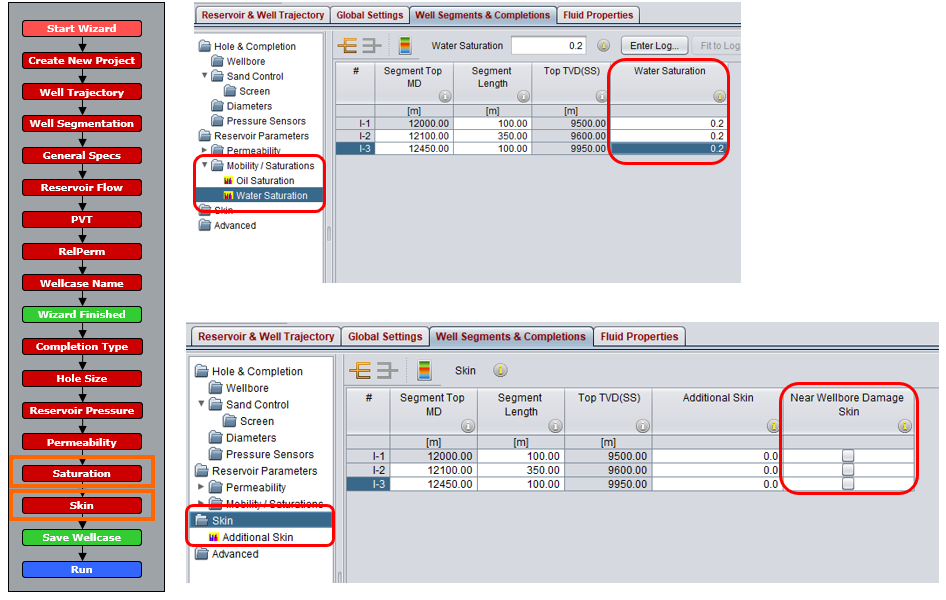 Start Wizard
Create New Project
Well Trajectory
Well Segmentation
General Specs
Reservoir Flow
PVT
RelPerm
Wellcase Name
Wizard Finished
Completion Type
Hole Size
Reservoir Pressure
Permeability
Saturation
Skin
Save Wellcase
Run
Reservoir & Well Trajectory Global Settings Well Segments & Completions Fluid Properties
Hole & Completion
Wellbore
Sand Control
Screen
Diameters
Pressure Sensors
Reservoir Parameters
Permeability
Mobility / Saturations
Oil Saturation
Water Saturation
Skin
Advanced
Water Saturation 0.2 Enter Log... Fit to Log
# Segment Top MD Segment Length Top TVD(SS) Water Saturation
[m] [m] [m]
I-1 12000.00 100.00 9500.00 0.2
I-2 12100.00 350.00 9600.00 0.2
I-3 12450.00 100.00 9950.00 0.2
Reservoir & Well Trajectory Global Settings Well Segments & Completions Fluid Properties
Hole & Completion
Wellbore
Sand Control
Screen
Diameters
Pressure Sensors
Reservoir Parameters
Permeability
Mobility / Saturations
Skin
Additional Skin
Advanced
Skin
# Segment Top MD Segment Length Top TVD(SS) Additional Skin Near Wellbore Damage Skin
[m] [m] [m]
I-1 12000.00 100.00 9500.00 0.0
I-2 12100.00 350.00 9600.00 0.0
I-3 12450.00 100.00 9950.00 0.0